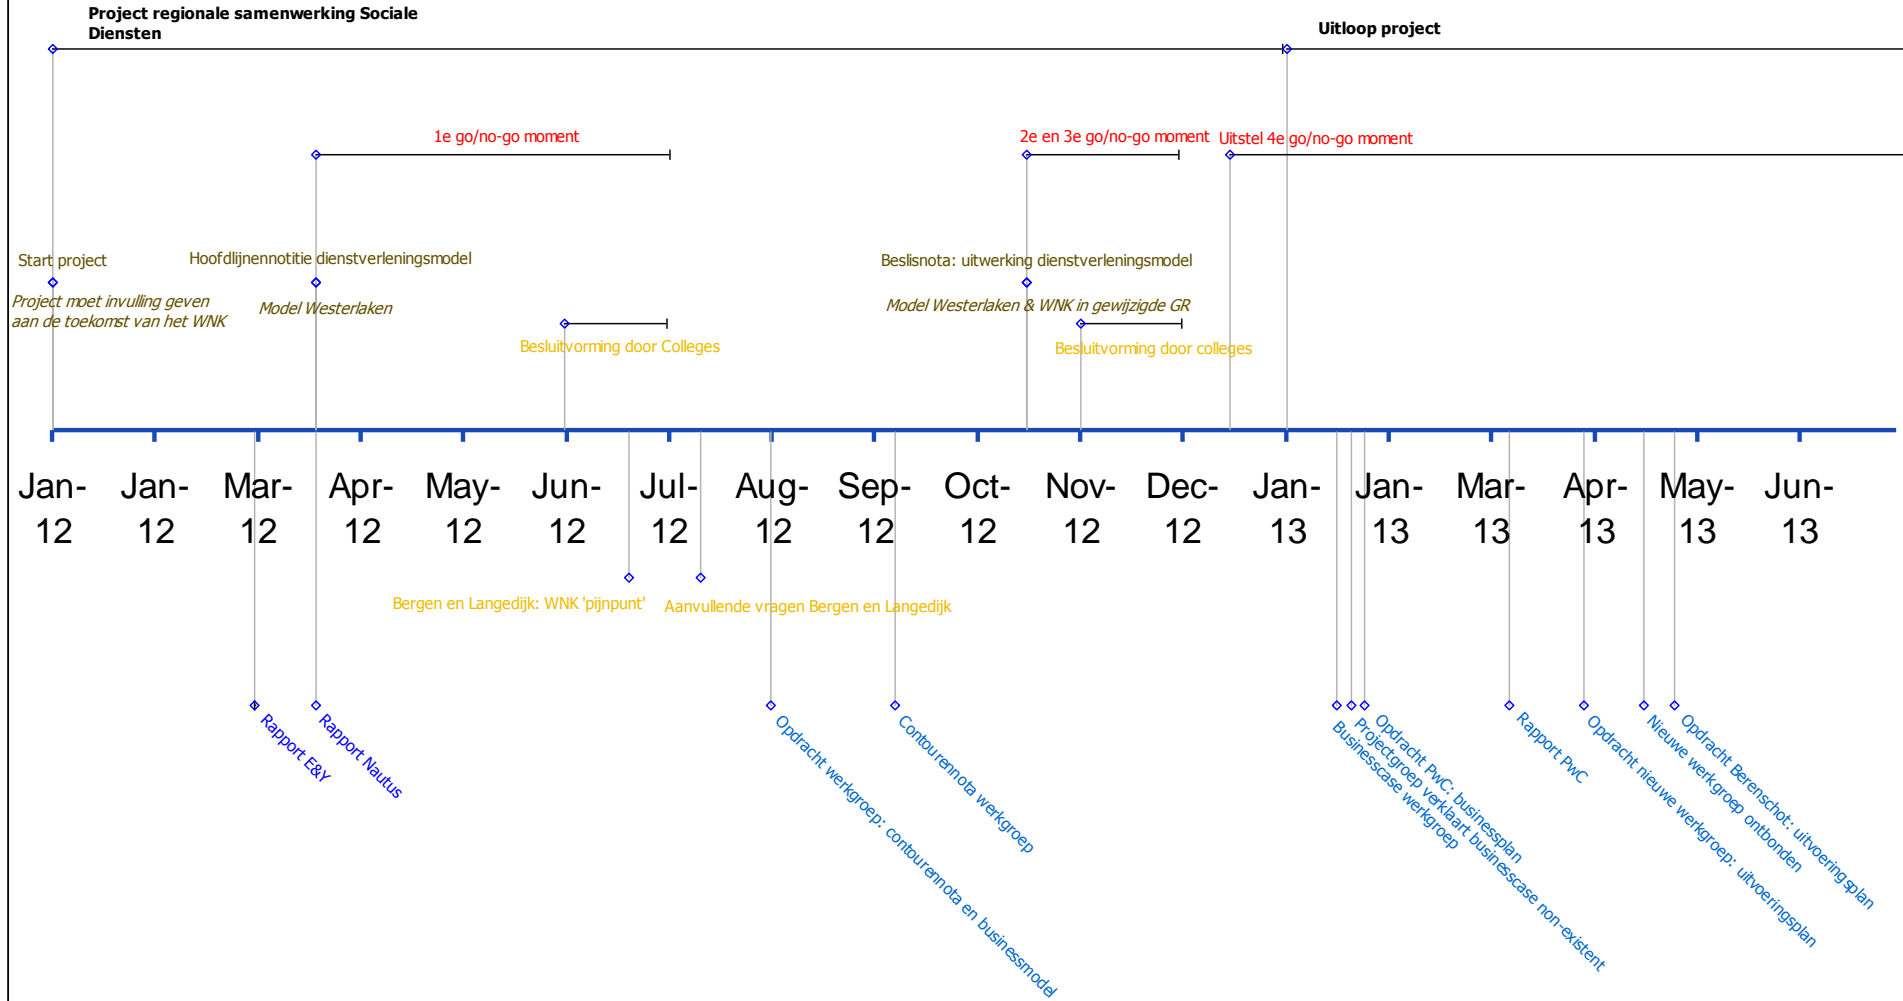 Project regionale samenwerking Sociale
Diensten
Uitloop project
1e go/no-go moment
2e en 3e go/no-go moment
Uitstel 4e go/no-go moment
Start project
Hoofdlijnennotitie dienstverleningsmodel
Beslisnota: uitwerking dienstverleningsmodel
Project moet invulling geven
aan de toekomst van het WNK
Model Westerlaken
Model Westerlaken & WNK in gewijzigde GR
Besluitvorming door Colleges
Besluitvorming door colleges
Jan-
12
Jan-
12
Mar-
12
Apr-
12
May-
12
Jun-
12
Jul-
12
Aug-
12
Sep-
12
Oct-
12
Nov-
12
Dec-
12
Jan-
13
Jan-
13
Mar-
13
Apr-
13
May-
13
Jun-
13
Bergen en Langedijk: WNK 'pijnpunt'
Aanvullende vragen Bergen en Langedijk
Rapport E&Y
Rapport Nautus
Opdracht werkgroep: contourennota en businessmodel
Contourennota werkgroep
Businesscase werkgroep
Projectgroep verklaart businesscase non-existent
Opdracht PwC: businessplan
Rapport PwC
Opdracht nieuwe werkgroep: uitvoeringsplan
Nieuwe werkgroep ontbonden
Opdracht Berenschot: uitvoeringsplan